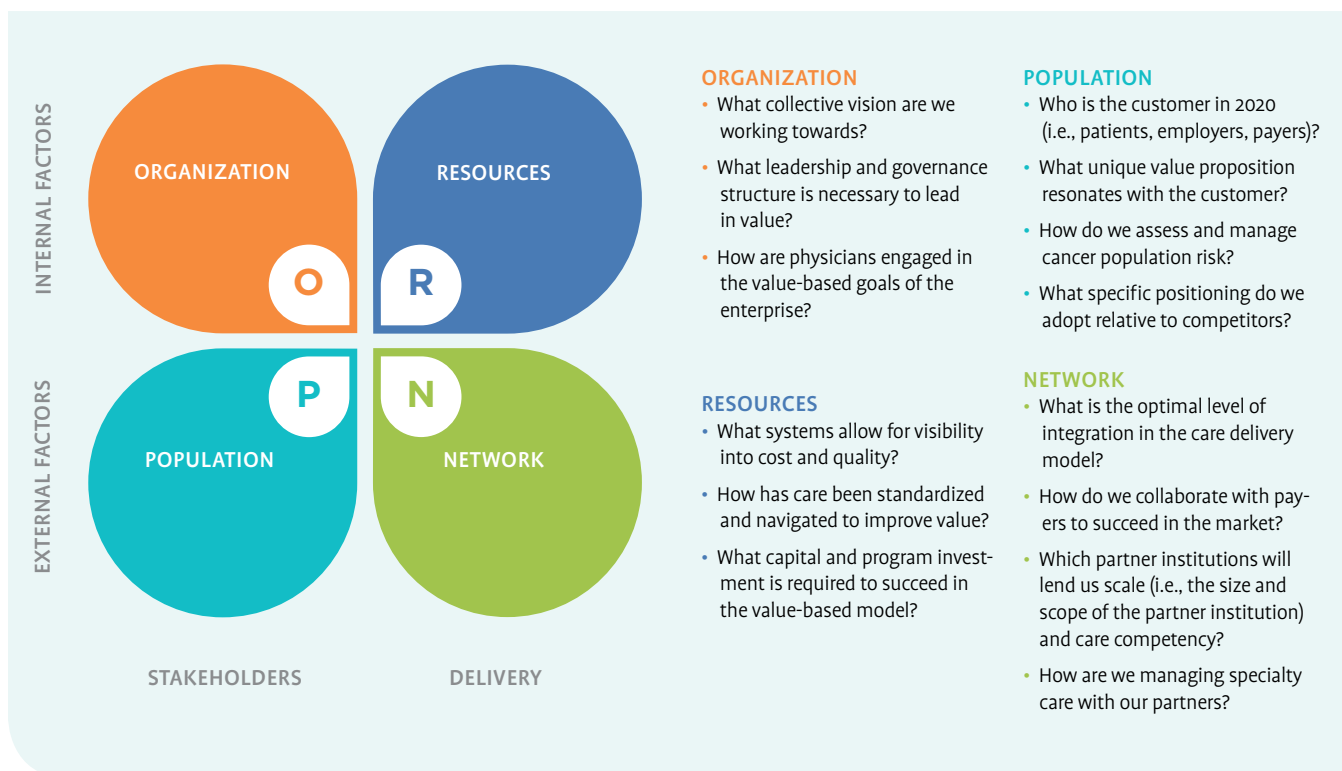 INTERNAL FACTORS
EXTERNAL FACTORS
ORGANIZATION
O
RESOURCES
R
P
POPULATION
N
NETWORK
STAKEHOLDERS
DELIVERY
ORGANIZATION
• What collective vision are we
working towards?
• What leadership and governance
structure is necessary to lead
in value?
• How are physicians engaged in
the value-based goals of the
enterprise?
RESOURCES
• What systems allow for visibility
into cost and quality?
• How has care been standardized
and navigated to improve value?
• What capital and program invest-
ment is required to succeed in
the value-based model?
POPULATION
• Who is the customer in 2020
(i.e., patients, employers, payers)?
• What unique value proposition
resonates with the customer?
• How do we assess and manage
cancer population risk?
• What specific positioning do we
adopt relative to competitors?
NETWORK
• What is the optimal level of
integration in the care delivery
model?
• How do we collaborate with pay-
ers to succeed in the market?
• Which partner institutions will
lend us scale (i.e., the size and
scope of the partner institution)
and care competency?
• How are we managing specialty
care with our partners?